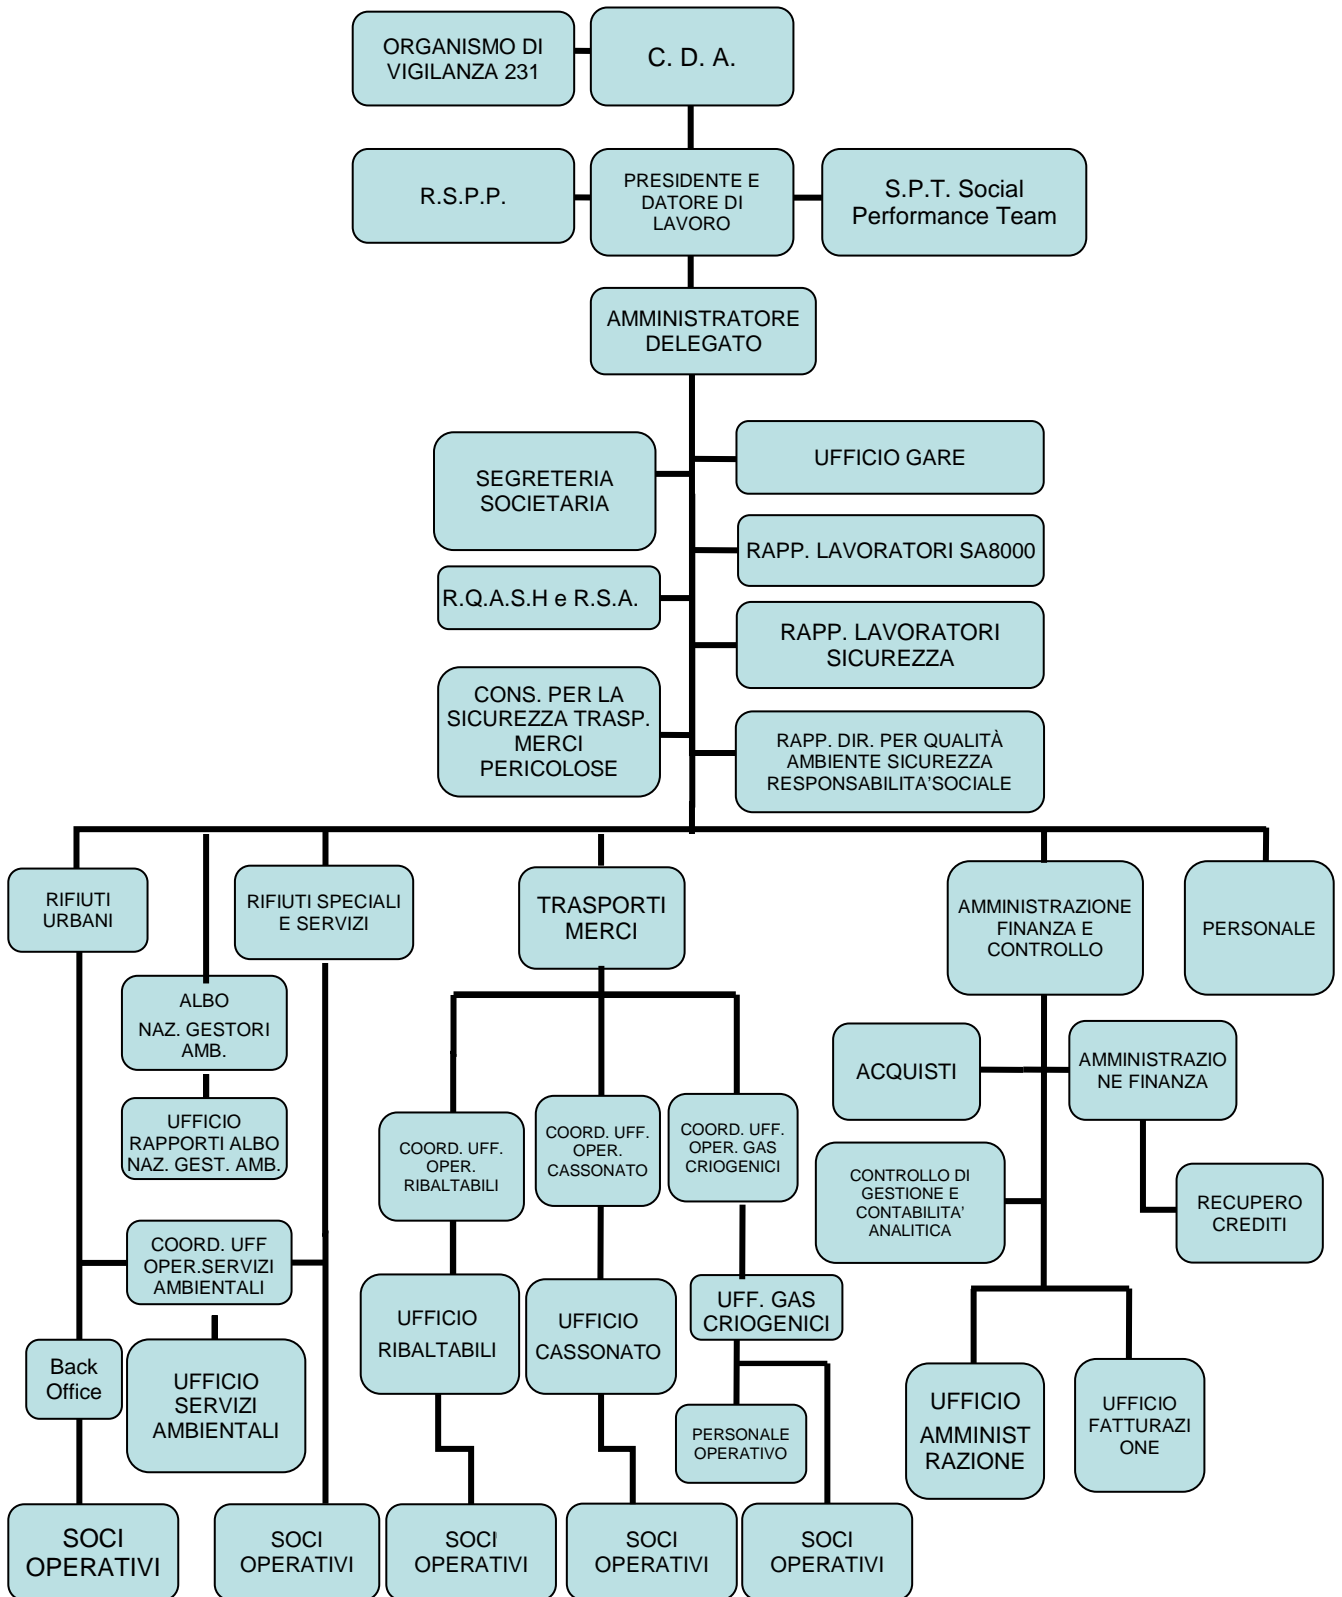 ORGANISMO DI
VIGILANZA 231
C. D. A.
R.S.P.P.
PRESIDENTE E
DATORE DI
LAVORO
S.P.T. Social
Performance Team
AMMINISTRATORE
DELEGATO
SEGRETERIA
SOCIETARIA
UFFICIO GARE
RAPP. LAVORATORI SA8000
R.Q.A.S.H e R.S.A.
RAPP. LAVORATORI
SICUREZZA
CONS. PER LA
SICUREZZA TRASP.
MERCI
PERICOLOSE
RAPP. DIR. PER QUALITÀ
AMBIENTE SICUREZZA
RESPONSABILITA'SOCIALE
RIFIUTI
URBANI
RIFIUTI SPECIALI
E SERVIZI
TRASPORTI
MERCI
AMMINISTRAZIONE
FINANZA E
CONTROLLO
PERSONALE
ALBO
NAZ. GESTORI
AMB.
UFFICIO
RAPPORTI ALBO
NAZ. GEST. AMB.
ACQUISTI
AMMINISTRAZIO
NE FINANZA
COORD. UFF.
OPER.
RIBALTABILI
COORD. UFF.
OPER.
CASSONATO
COORD. UFF.
OPER. GAS
CRIOGENICI
CONTROLLO DI
GESTIONE E
CONTABILITA'
ANALITICA
RECUPERO
CREDITI
COORD. UFF
OPER.SERVIZI
AMBIENTALI
UFFICIO
RIBALTABILI
UFFICIO
CASSONATO
UFF. GAS
CRIOGENICI
Back
Office
UFFICIO
SERVIZI
AMBIENTALI
PERSONALE
OPERATIVO
UFFICIO
AMMINIST
RAZIONE
UFFICIO
FATTURAZI
ONE
SOCI
OPERATIVI
SOCI
OPERATIVI
SOCI
OPERATIVI
SOCI
OPERATIVI
SOCI
OPERATIVI